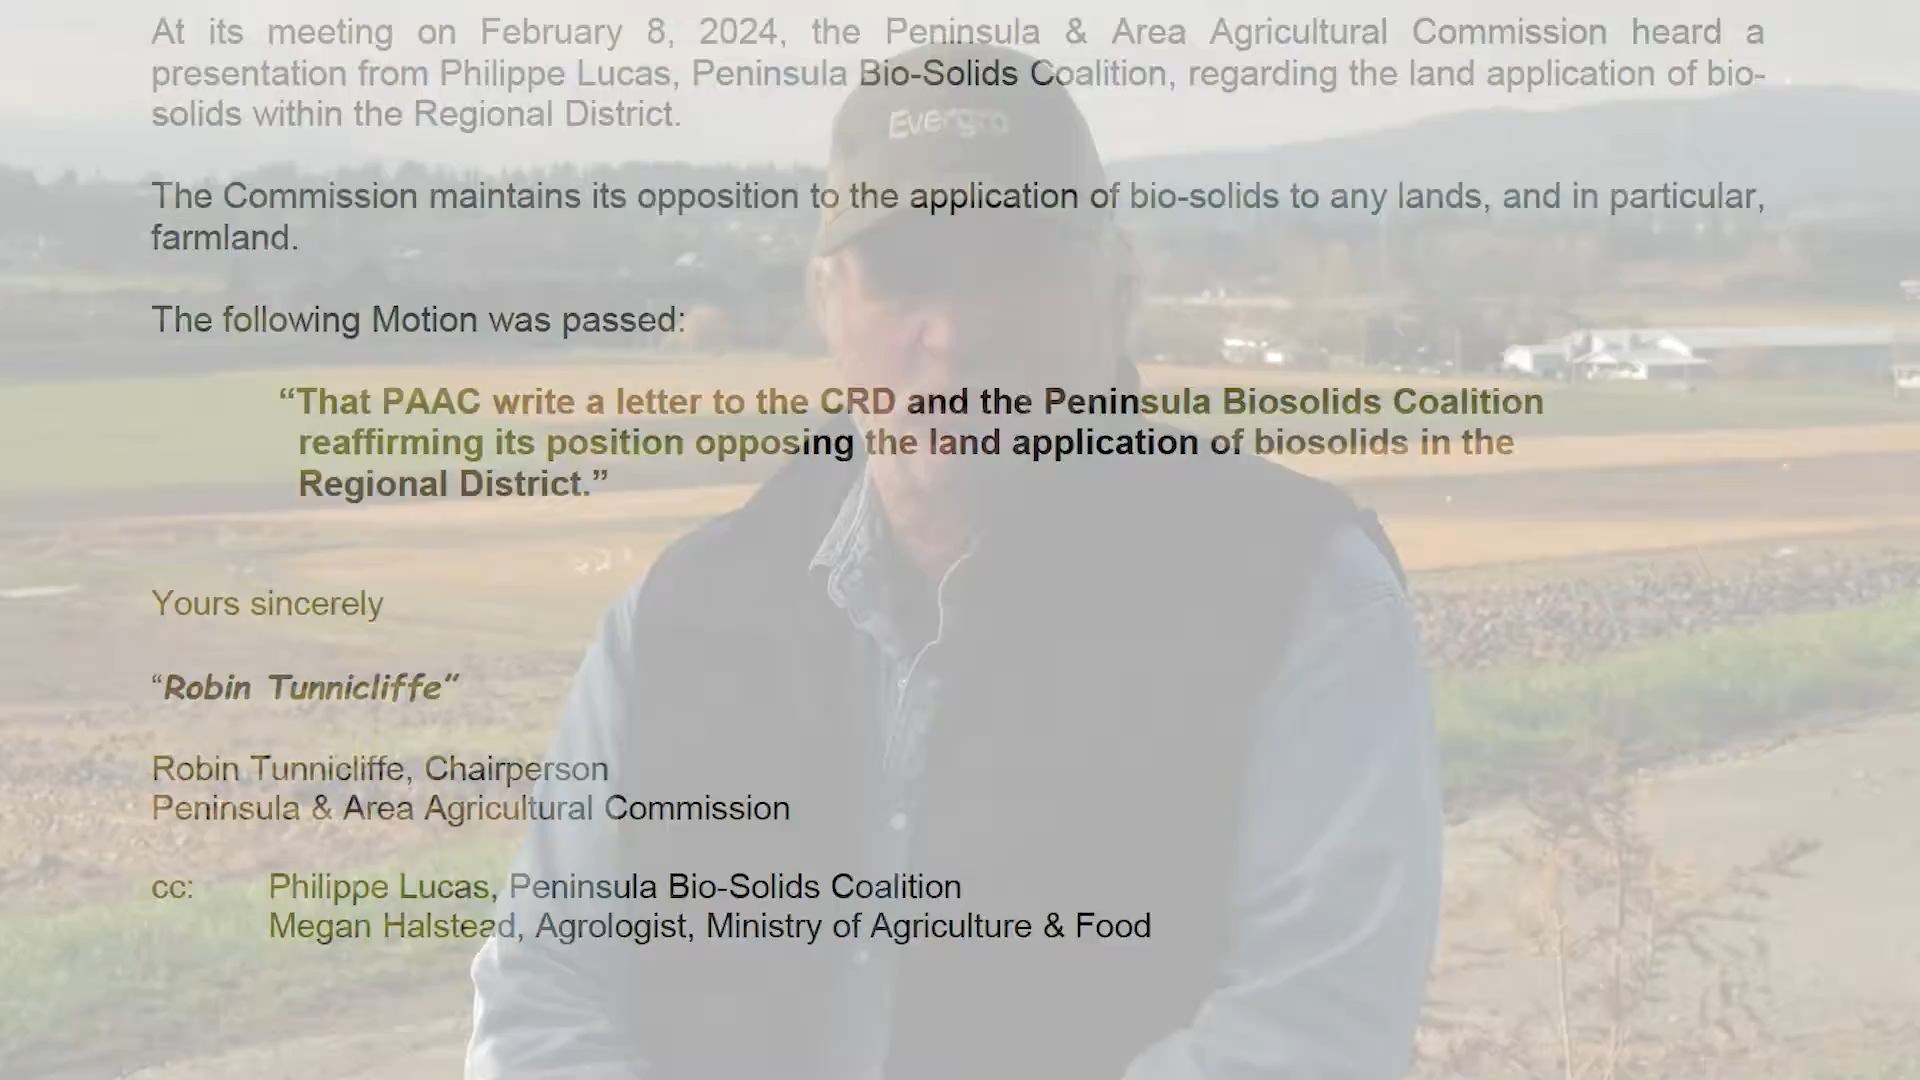 At its meeting on February 8, 2024, the Peninsula & Area Agricultural Commission heard a
presentation from Philippe Lucas, Peninsula Bio-Solids Coalition, regarding the land application of bio-
solids within the Regional District.
Evergro
The Commission maintains its opposition to the application of bio-solids to any lands, and in particular,
farmland.
The following Motion was passed:
“That PAAC write a letter to the CRD and the Peninsula Biosolids Coalition
reaffirming its position opposing the land application of biosolids in the
Regional District.”
Yours sincerely
“Robin Tunnicliffe”
Robin Tunnicliffe, Chairperson
Peninsula & Area Agricultural Commission
cc: Philippe Lucas, Peninsula Bio-Solids Coalition
Megan Halstead, Agrologist, Ministry of Agriculture & Food